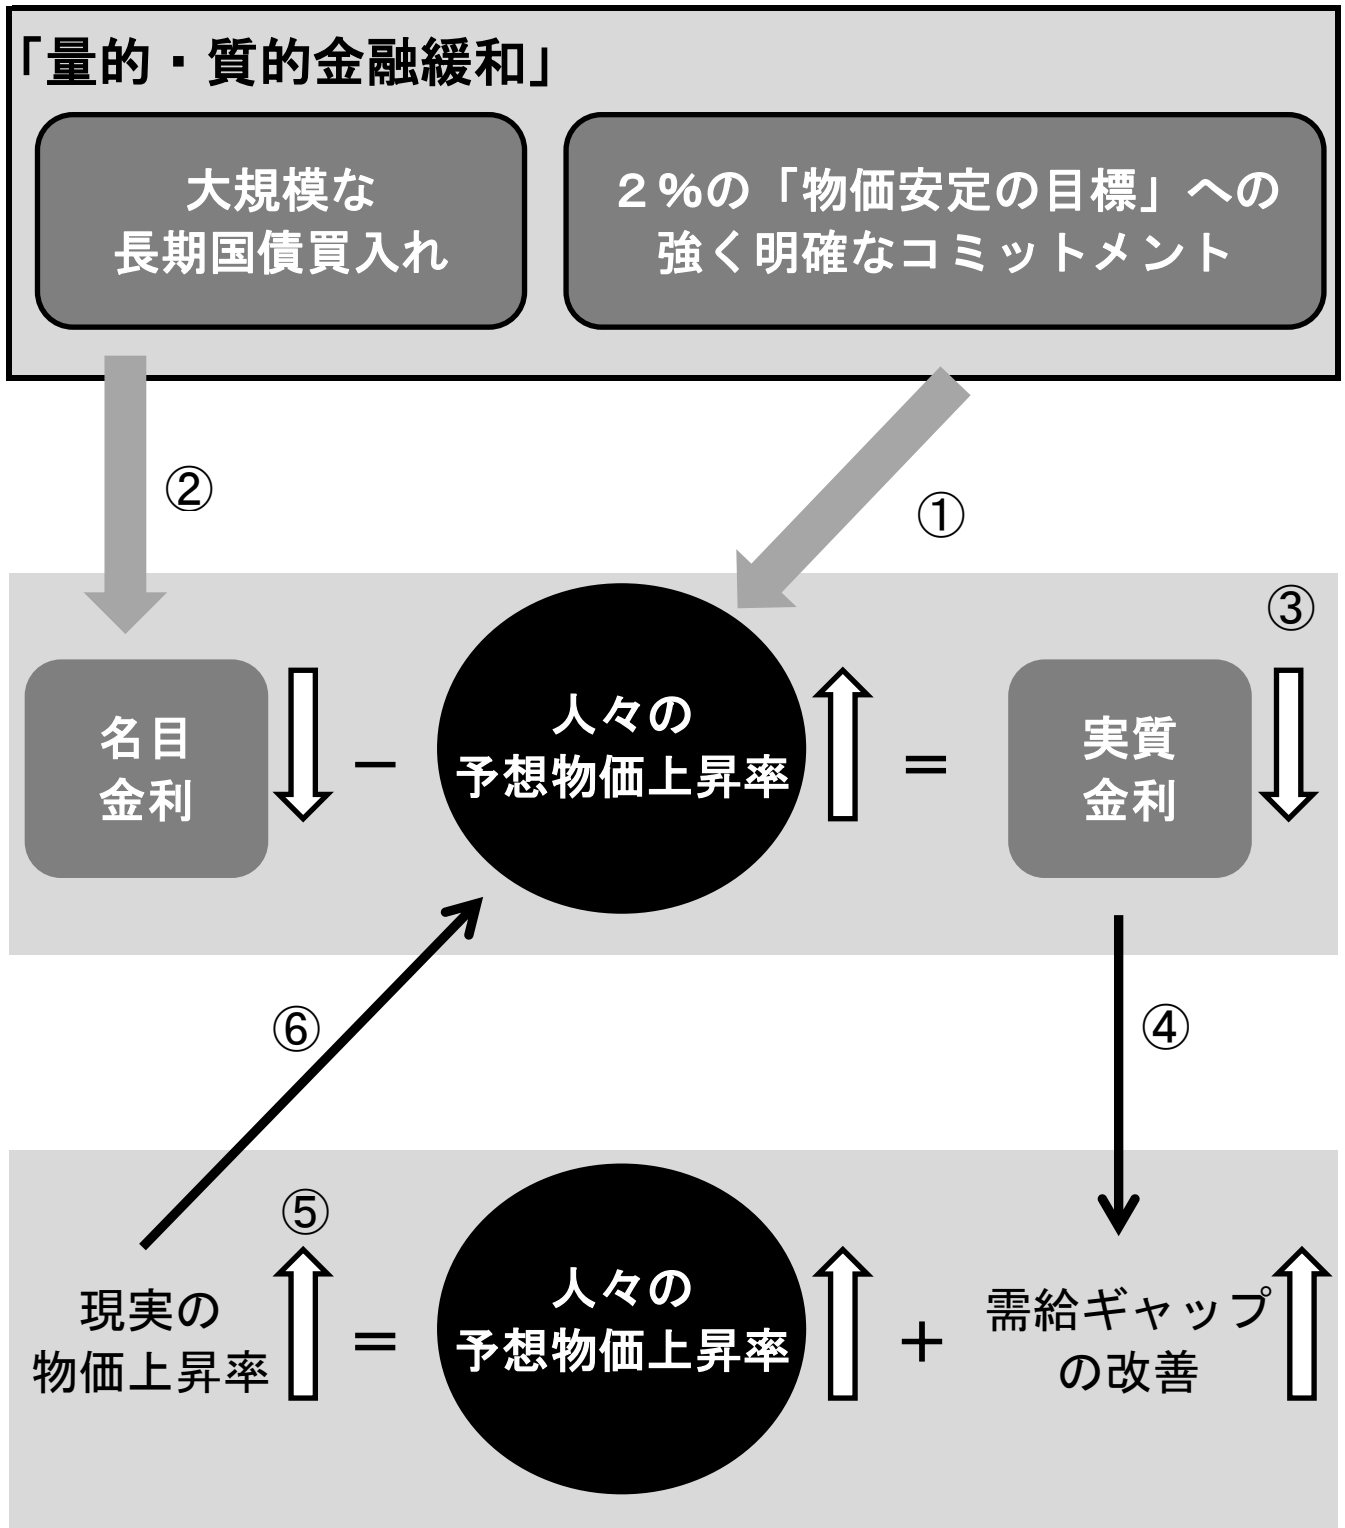 「量的・質的金融緩和」
大規模な
長期国債買入れ
２％の「物価安定の目標」への
強く明確なコミットメント
②
①
③
名目
金利
－
人々の
予想物価上昇率
＝
実質
金利
⑥
④
⑤
現実の
物価上昇率
＝
人々の
予想物価上昇率
＋
需給ギャップ
の改善